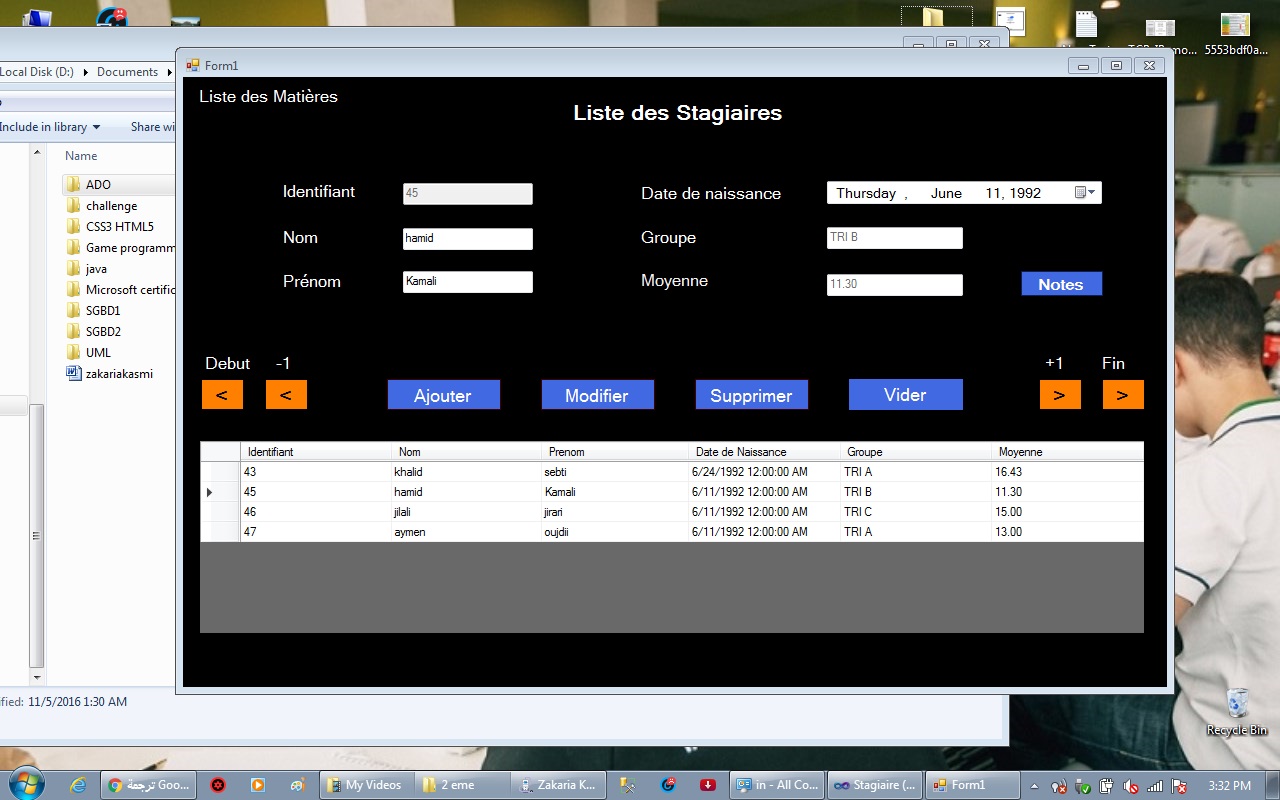 5553bdf0a...
Local Disk (D:) Documents
Form1
Include in library
Share wi
Name
ADO
challenge
CSS3 HTML5
Game programm
java
Microsoft certific
SGBD1
SGBD2
UML
zakariakasmi
ified: 11/5/2016 1:30 AM
Liste des Matières
Liste des Stagiaires
Identifiant 45
Date de naissance Thursday , June 11, 1992
Nom hamid
Groupe TRI B
Prénom Kamali
Moyenne 11.30
Notes
Debut -1 +1 Fin
< < Ajouter Modifier Supprimer Vider > >
Identifiant Nom Prenom Date de Naissance Groupe Moyenne
43 khalid sebti 6/24/1992 12:00:00 AM TRI A 16.43
45 hamid Kamali 6/11/1992 12:00:00 AM TRI B 11.30
46 jilali jirari 6/11/1992 12:00:00 AM TRI C 15.00
47 aymen oujdii 6/11/1992 12:00:00 AM TRI A 13.00
Recycle Bin
ترجمة Goo...
My Videos
2 eme
Zakaria K...
in - All Co...
Stagiaire (...
Form1
3:32 PM